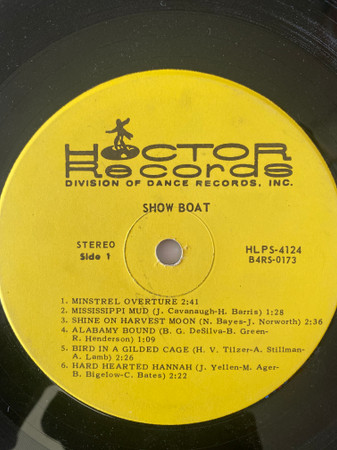 HOCTOR
Records
DIVISION OF DANCE RECORDS, INC.
SHOW BOAT
STEREO
Side 1
HLPS-4124
B4RS-0173
1. MINSTREL OVERTURE 2:41
2. MISSISSIPPI MUD (J. Cavanaugh-H. Barris) 1:28
3. SHINE ON HARVEST MOON (N. Bayes-J. Norworth) 2:36
4. ALABAMY BOUND (B. G. DeSilva-B. Green-
R. Henderson) 1:09
5. BIRD IN A GILDED CAGE (H. V. Tilzer-A. Stillman-
A. Lamb) 2:26
6. HARD HEARTED HANNAH (J. Yellen-M. Ager-
B. Bigelow-C. Bates) 2:22